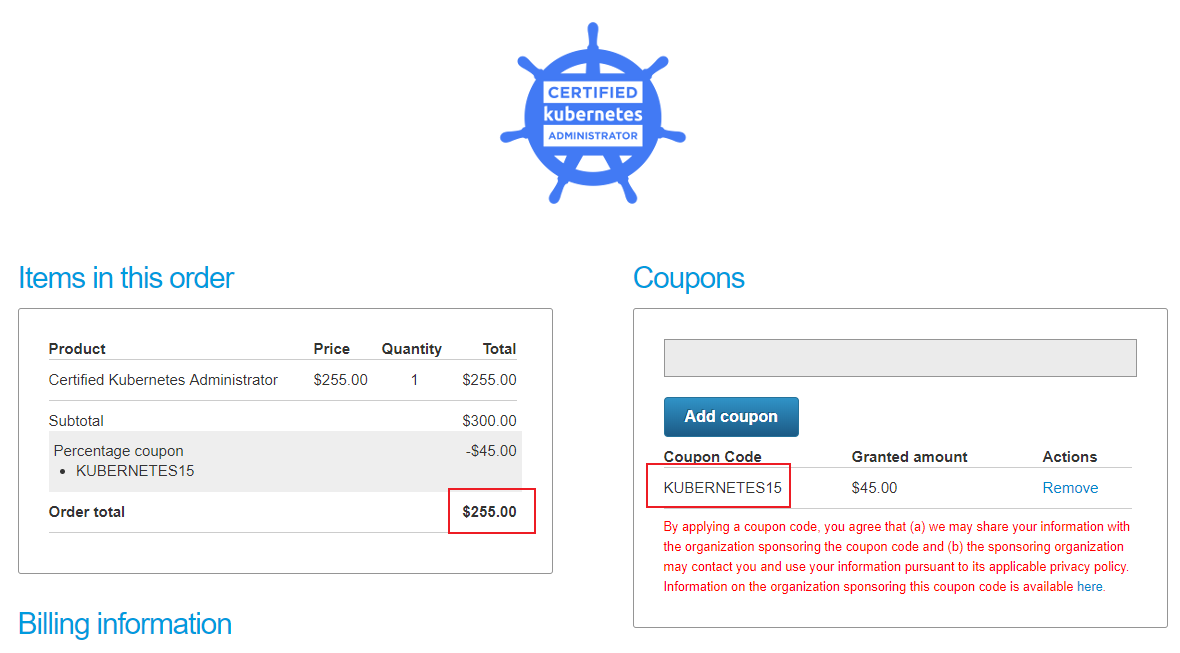 CERTIFIED
kubernetes
ADMINISTRATOR
Items in this order
Product Price Quantity Total
Certified Kubernetes Administrator $255.00 1 $255.00
Subtotal $300.00
Percentage coupon -$45.00
• KUBERNETES15
Order total $255.00
Billing information
Coupons
Add coupon
Coupon Code Granted amount Actions
KUBERNETES15 $45.00 Remove
By applying a coupon code, you agree that (a) we may share your information with
the organization sponsoring the coupon code and (b) the sponsoring organization
may contact you and use your information pursuant to its applicable privacy policy.
Information on the organization sponsoring this coupon code is available here.